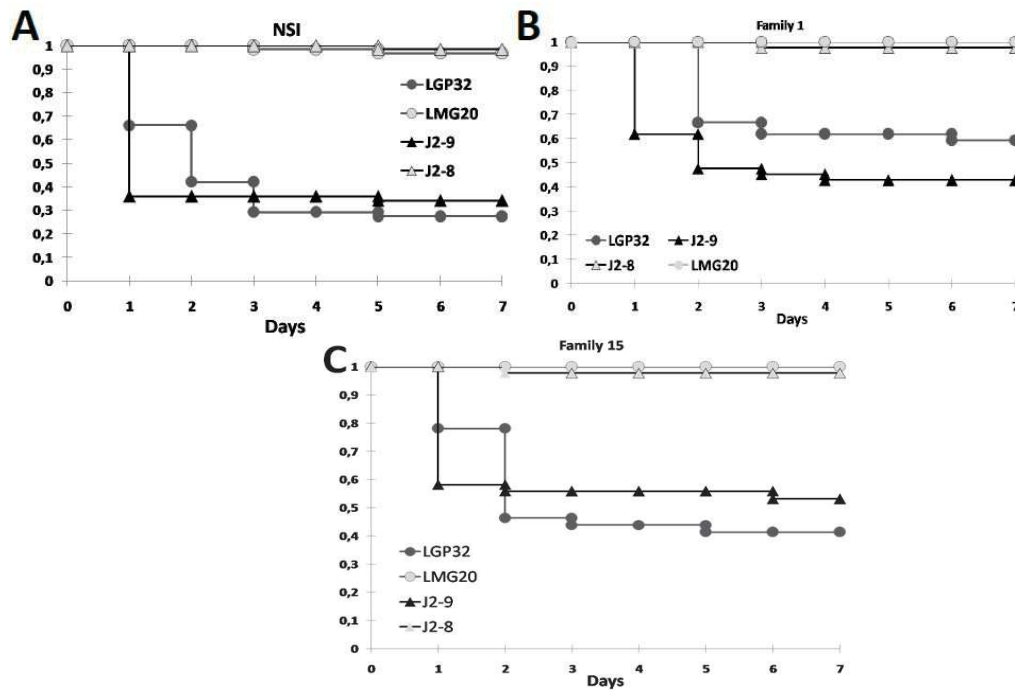 A
NSI
1
0,9
0,8
0,7
0,6
0,5
0,4
0,3
0,2
0,1
0
LGP32
LMG20
J2-9
J2-8
0 1 2 3 4 5 6 7
Days
B
Family 1
1
0,9
0,8
0,7
0,6
0,5
0,4
0,3
0,2
0,1
0
LGP32 J2-9
J2-8 LMG20
0 1 2 3 4 5 6 7
Days
C
Family 15
1
0,9
0,8
0,7
0,6
0,5
0,4
0,3
0,2
0,1
0
LGP32
LMG20
J2-9
J2-8
0 1 2 3 4 5 6 7
Days